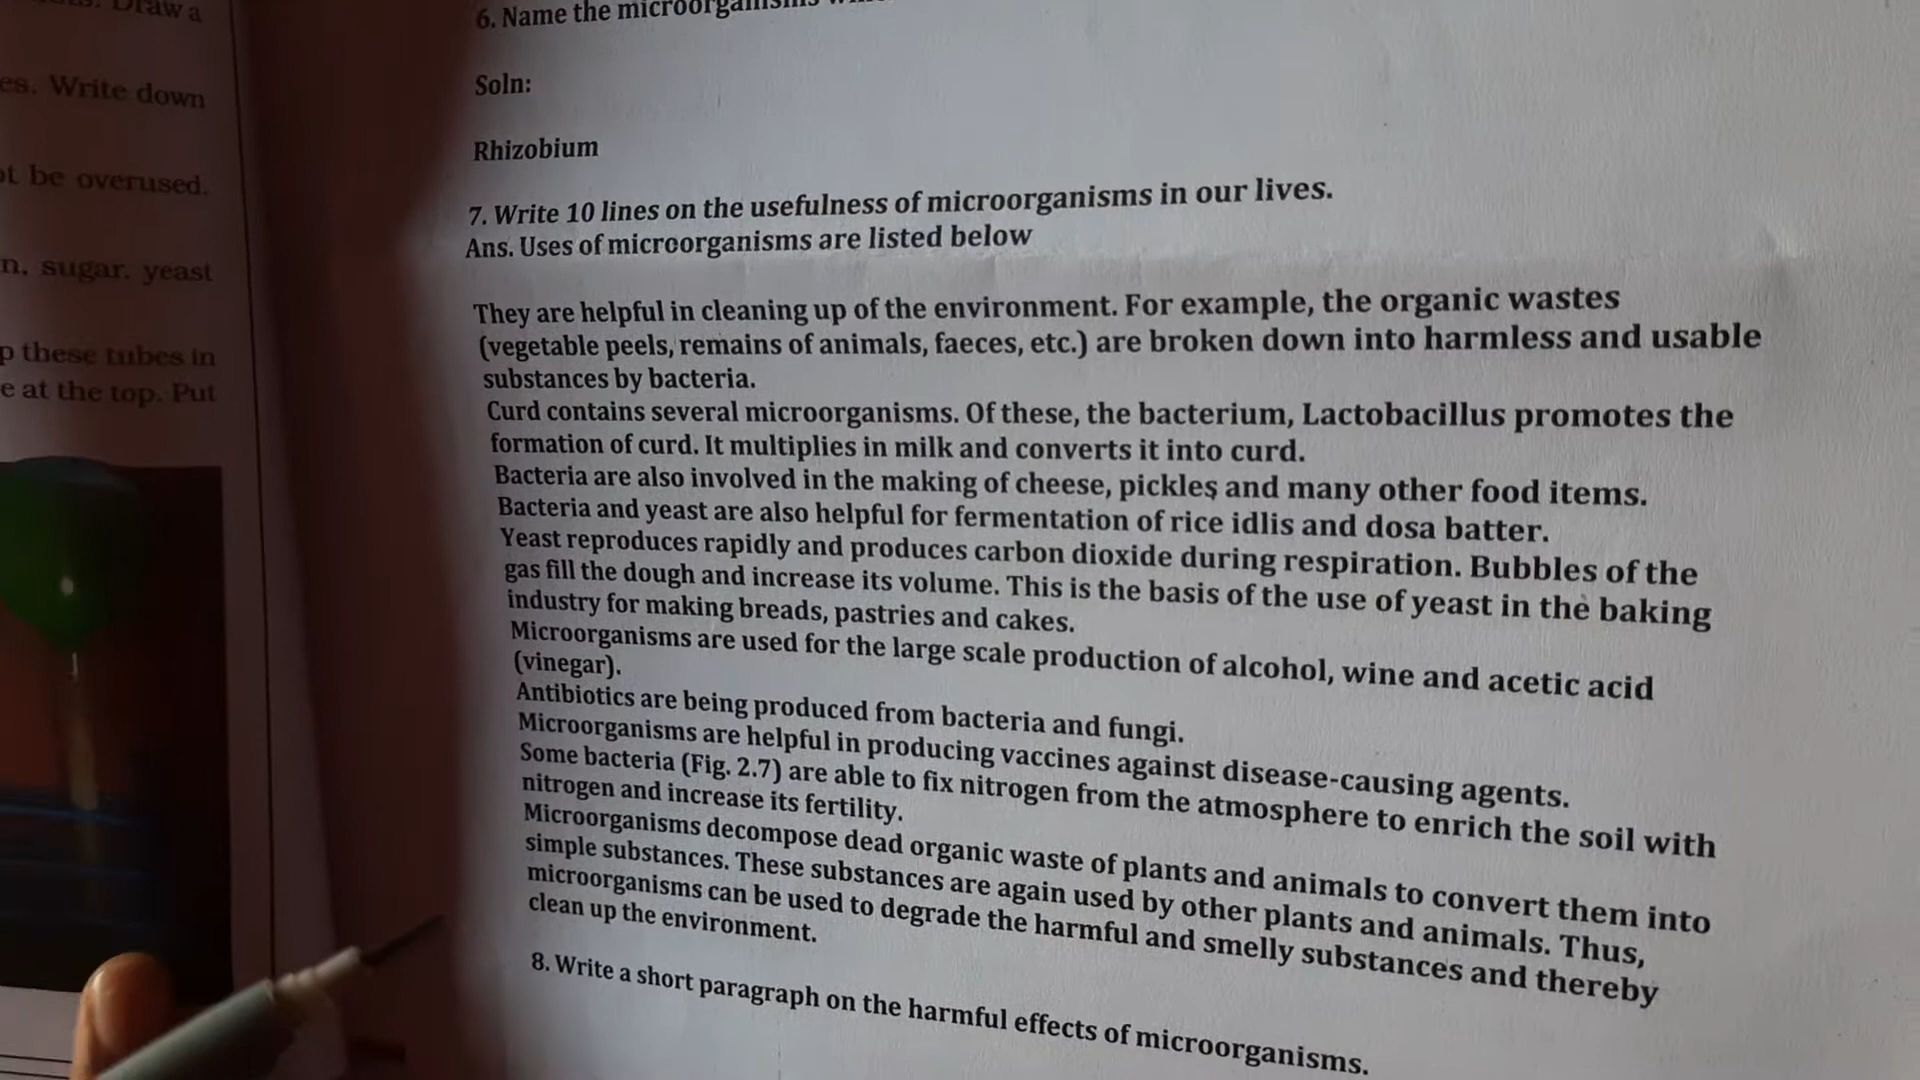 Draw a
es. Write down
ot be overused.
n, sugar, yeast
p these tubes in
e at the top. Put
6. Name the microorganisms
Soln:
Rhizobium
7. Write 10 lines on the usefulness of microorganisms in our lives.
Ans. Uses of microorganisms are listed below
They are helpful in cleaning up of the environment. For example, the organic wastes
(vegetable peels, remains of animals, faeces, etc.) are broken down into harmless and usable
substances by bacteria.
Curd contains several microorganisms. Of these, the bacterium, Lactobacillus promotes the
formation of curd. It multiplies in milk and converts it into curd.
Bacteria are also involved in the making of cheese, pickles and many other food items.
Bacteria and yeast are also helpful for fermentation of rice idlis and dosa batter.
Yeast reproduces rapidly and produces carbon dioxide during respiration. Bubbles of the
gas fill the dough and increase its volume. This is the basis of the use of yeast in the baking
industry for making breads, pastries and cakes.
Microorganisms are used for the large scale production of alcohol, wine and acetic acid
(vinegar).
Antibiotics are being produced from bacteria and fungi.
Microorganisms are helpful in producing vaccines against disease-causing agents.
Some bacteria (Fig. 2.7) are able to fix nitrogen from the atmosphere to enrich the soil with
nitrogen and increase its fertility.
Microorganisms decompose dead organic waste of plants and animals to convert them into
simple substances. These substances are again used by other plants and animals. Thus,
microorganisms can be used to degrade the harmful and smelly substances and thereby
clean up the environment.
8. Write a short paragraph on the harmful effects of microorganisms.